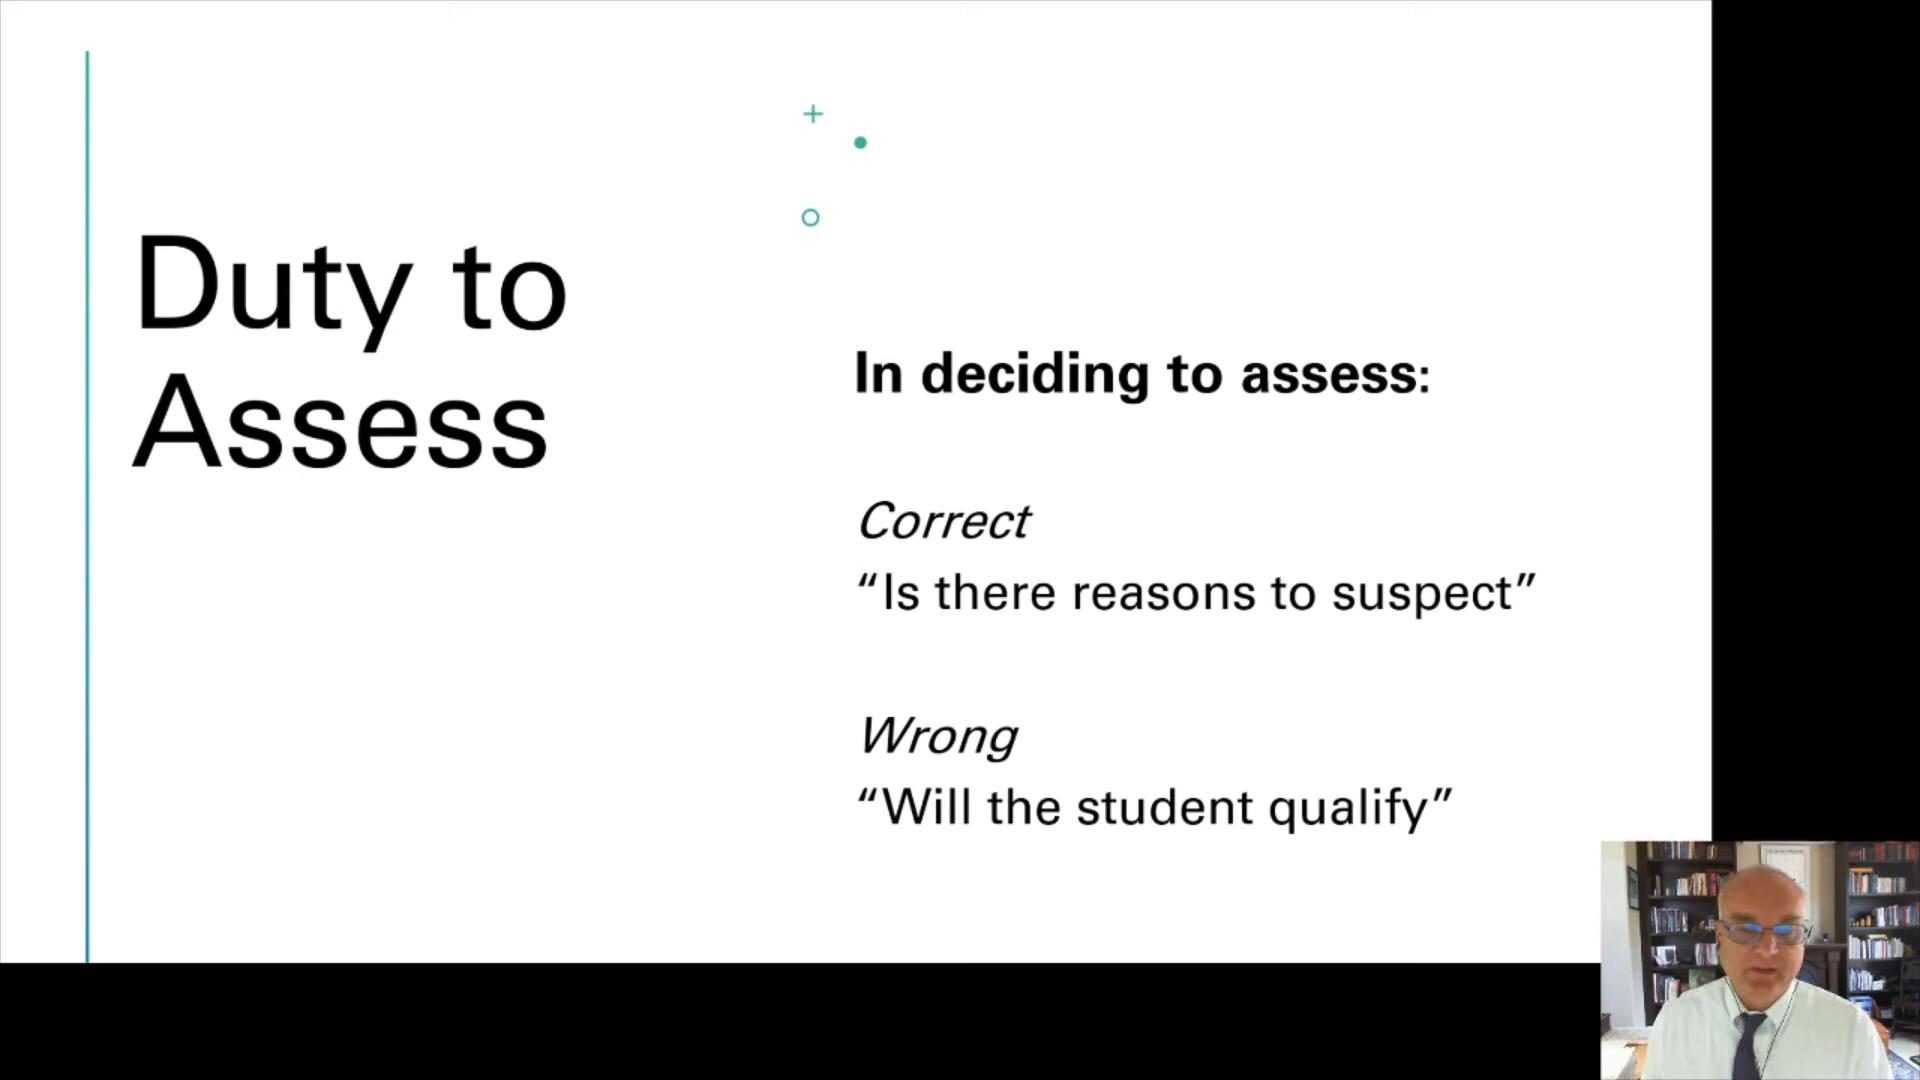 Duty to
Assess
In deciding to assess:
Correct
“Is there reasons to suspect”
Wrong
“Will the student qualify”